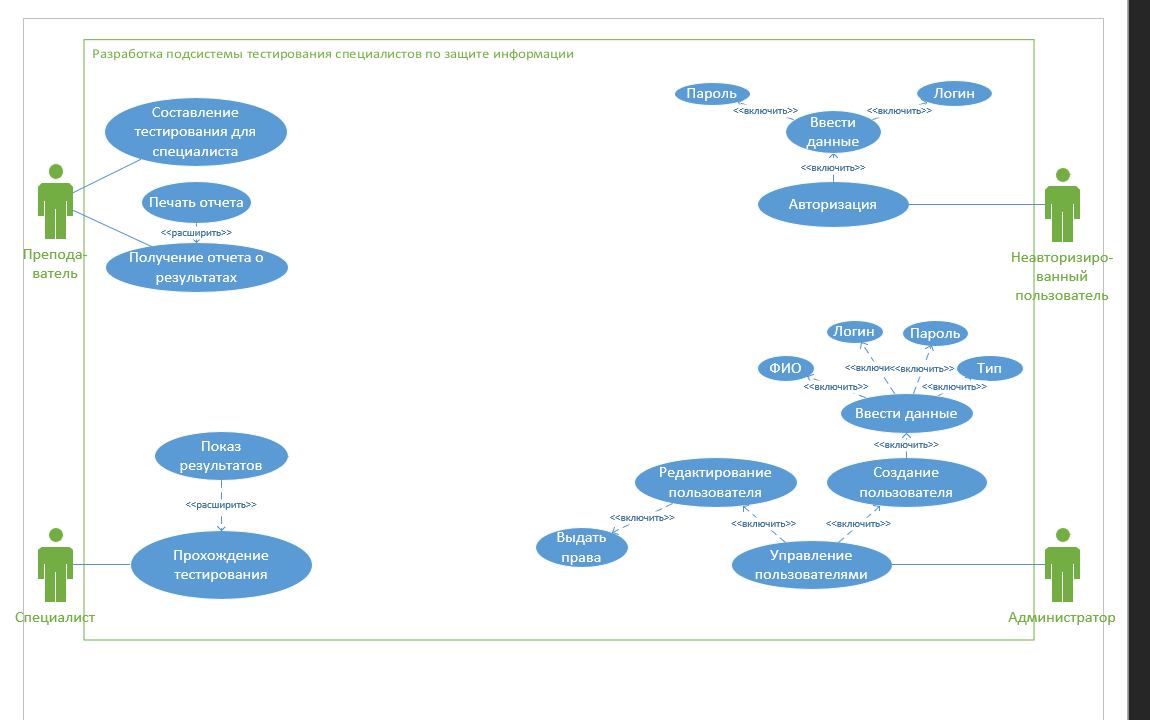 Разработка подсистемы тестирования специалистов по защите информации
Составление
тестирования для
специалиста
Печать отчета
<<расширить>>
Получение отчета о
результатах
Препода-
ватель
Пароль
Логин
<<включить>>
<<включить>>
Ввести
данные
<<включить>>
Авторизация
Неавторизиро-
ванный
пользователь
Логин
Пароль
ФИО
<<включи
<<включить>>
Тип
<<включить>>
<<включить>>
Ввести данные
<<включить>>
Показ
результатов
<<расширить>>
Прохождение
тестирования
Специалист
Редактирование
пользователя
Создание
пользователя
<<включить>>
<<включить>>
<<включить>>
Выдать
права
Управление
пользователями
Администратор